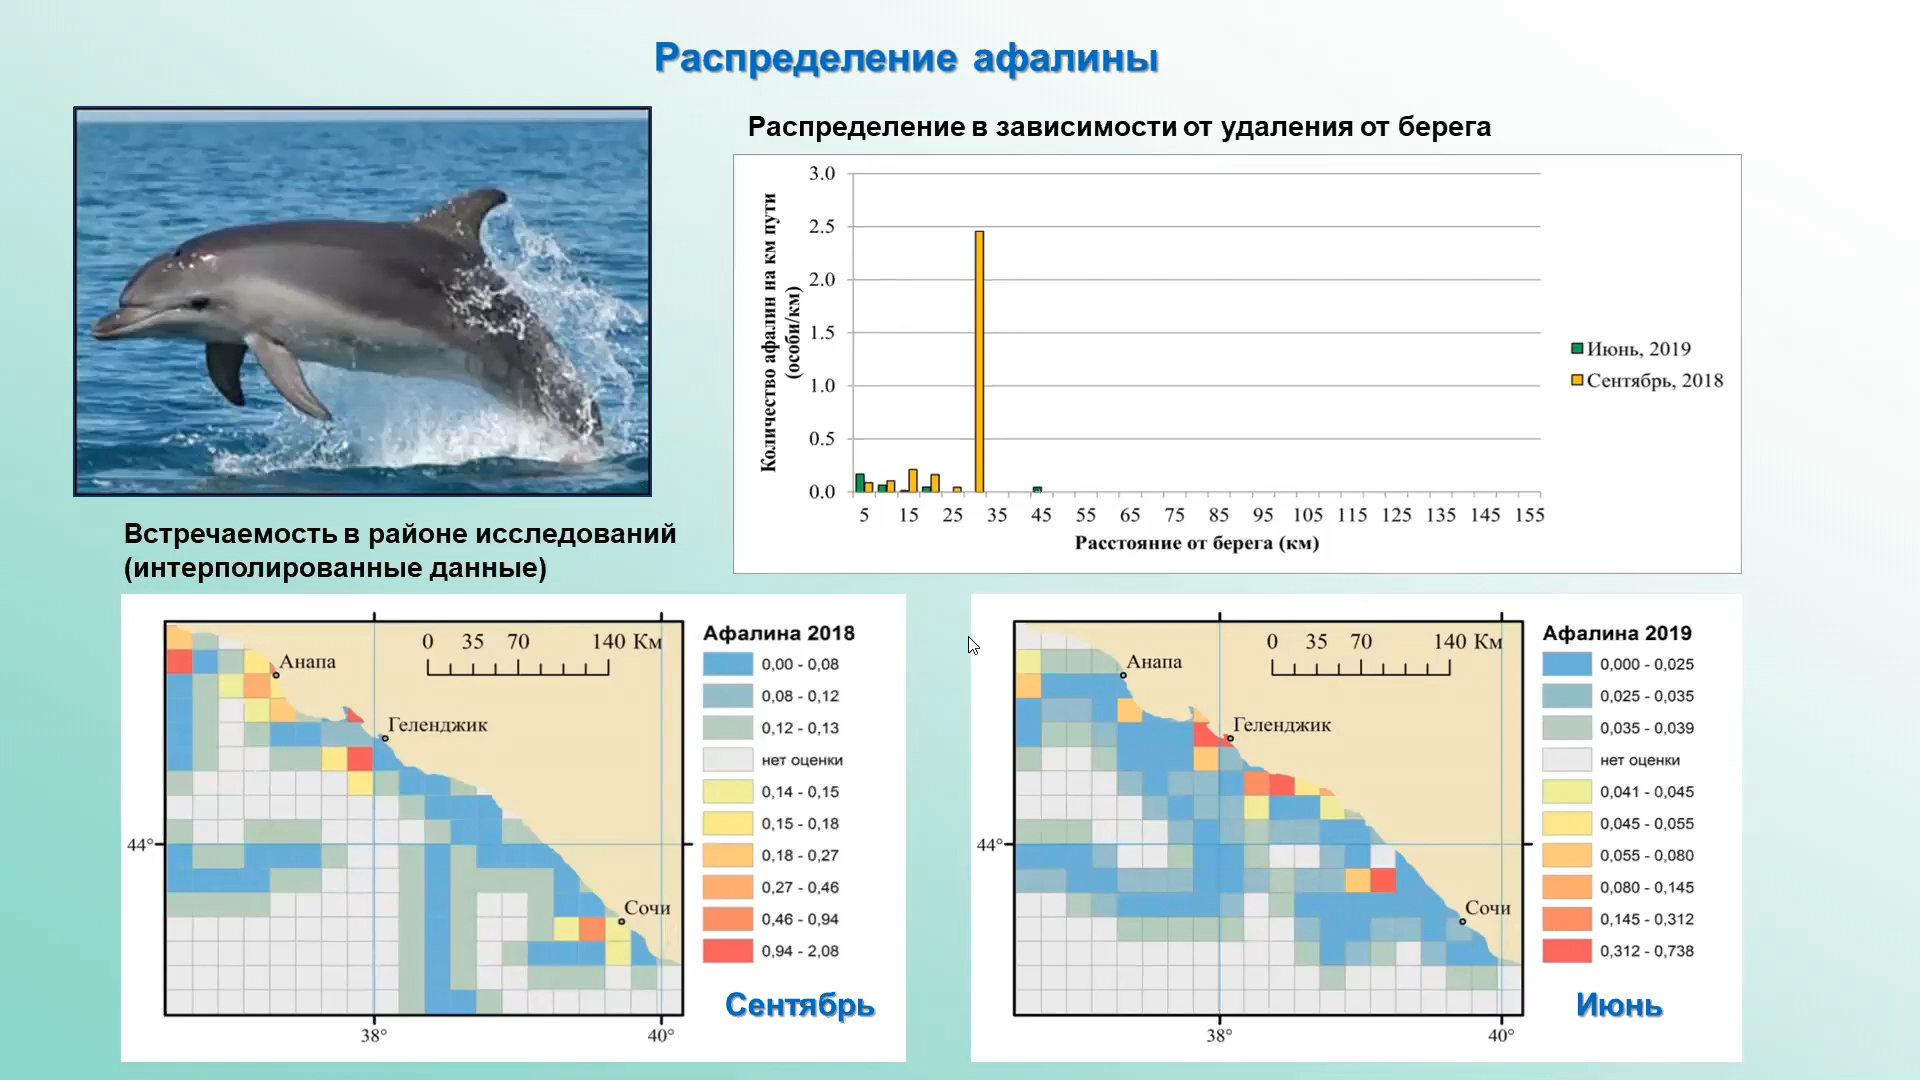 Распределение афалины
Распределение в зависимости от удаления от берега
Количество афалин на км пути
(особи/км)
3.0
2.5
2.0
1.5
1.0
0.5
0.0
5 15 25 35 45 55 65 75 85 95 105 115 125 135 145 155
Расстояние от берега (км)
Июнь, 2019
Сентябрь, 2018
Встречаемость в районе исследований
(интерполированные данные)
0 35 70 140 Км
Анапа
Геленджик
Сочи
44°
38° 40°
Афалина 2018
0,00 - 0,08
0,08 - 0,12
0,12 - 0,13
нет оценки
0,14 - 0,15
0,15 - 0,18
0,18 - 0,27
0,27 - 0,46
0,46 - 0,94
0,94 - 2,08
Сентябрь
0 35 70 140 Км
Анапа
Геленджик
Сочи
44°
38° 40°
Афалина 2019
0,000 - 0,025
0,025 - 0,035
0,035 - 0,039
нет оценки
0,041 - 0,045
0,045 - 0,055
0,055 - 0,080
0,080 - 0,145
0,145 - 0,312
0,312 - 0,738
Июнь